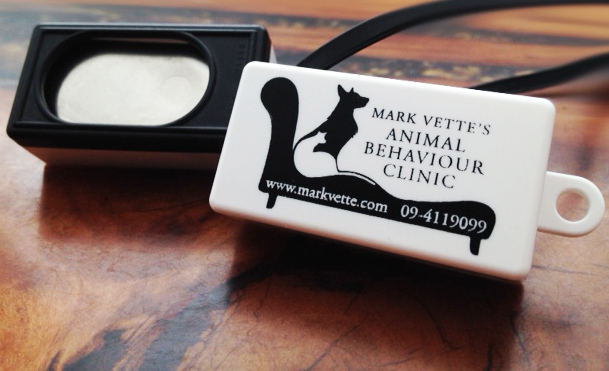 MARK VETTE'S
ANIMAL
BEHAVIOUR
CLINIC
www.markvette.com 09-4119099